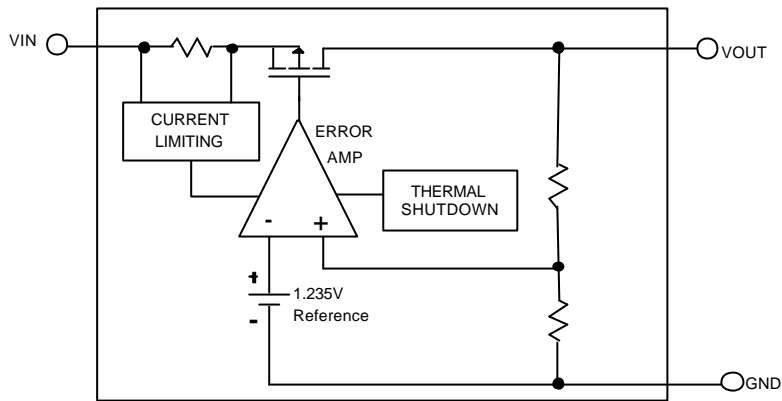 VIN
VOUT
CURRENT
LIMITING
ERROR
AMP
THERMAL
SHUTDOWN
- +
+
1.235V
Reference
-
GND